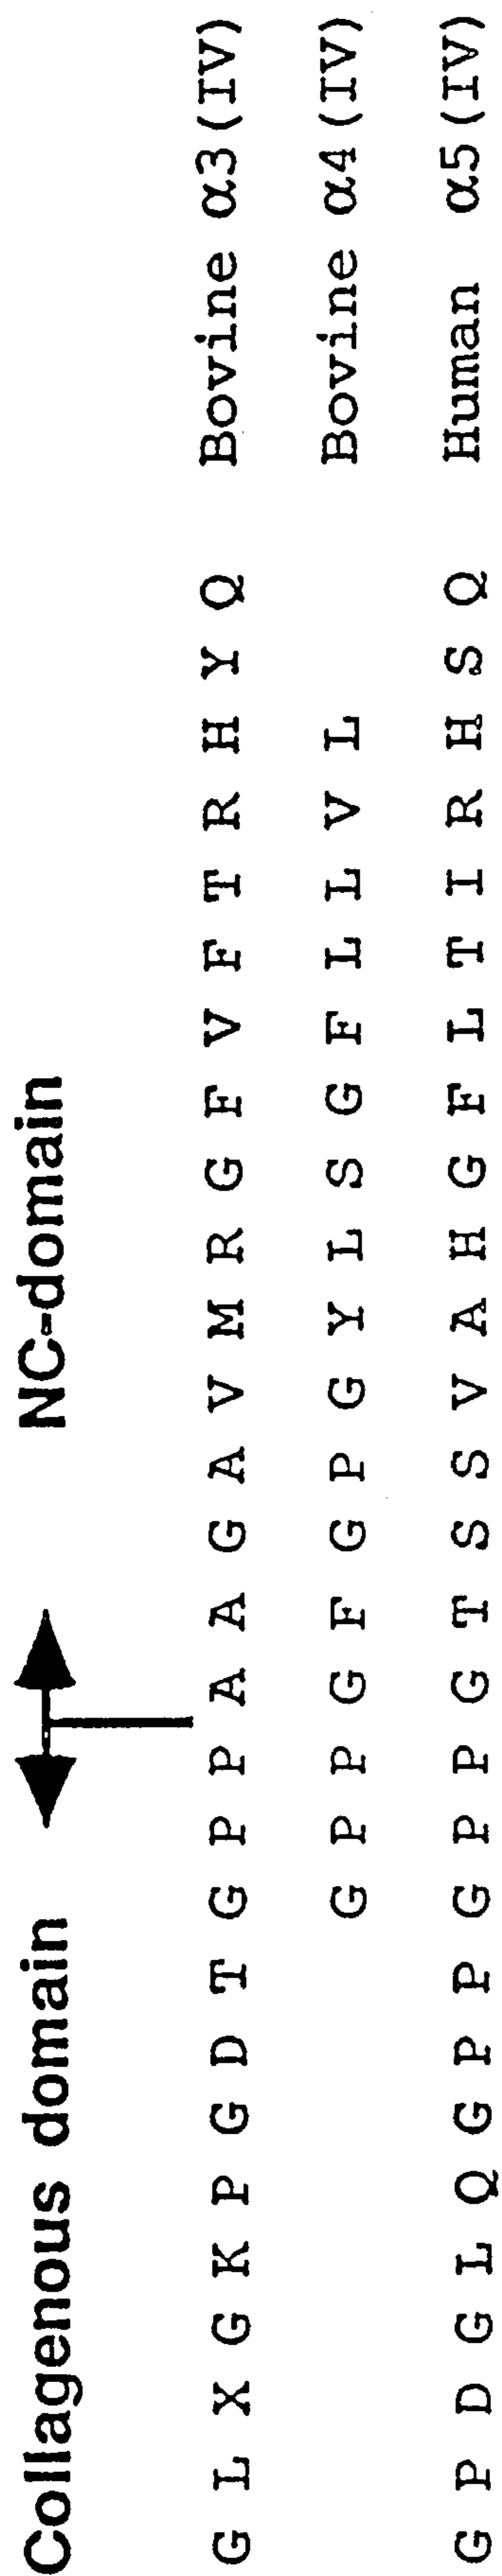 Collagenous domain NC-domain
G L X G K P G D T G P P A A G A V M R G F V F T R H Y Q Bovine α3(IV)
G P P G F G P G Y L S G F L L V L Bovine α4(IV)
G P D G L Q G P P G P P G T S S V A H G F L T I R H S Q Human α5(IV)